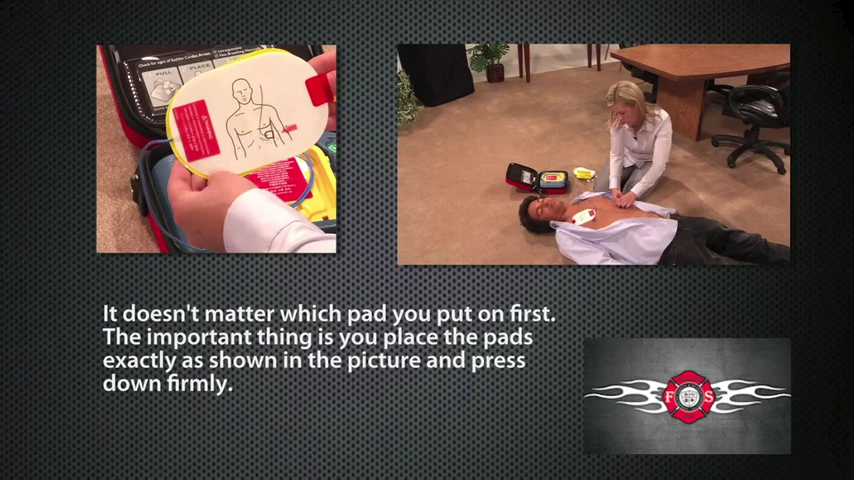 PULL
PLACE
It doesn't matter which pad you put on first.
The important thing is you place the pads
exactly as shown in the picture and press
down firmly.
F
S